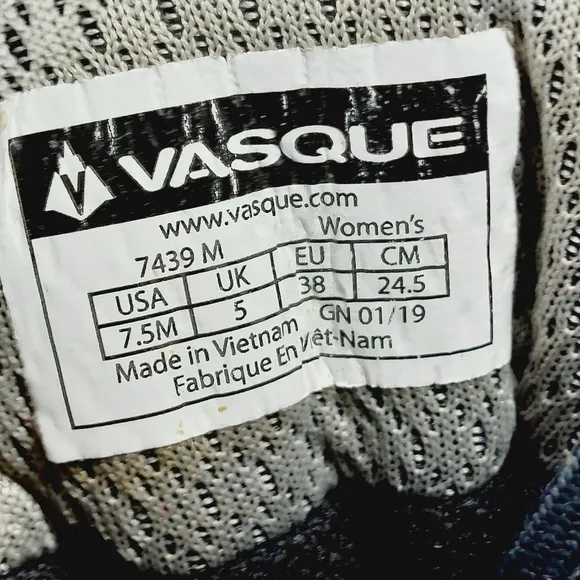 VASQUE
www.vasque.com
7439 M Women's
USA UK EU CM
7.5M 5 38 24.5
GN 01/19
Made in Vietnam
Fabrique En Viêt-Nam